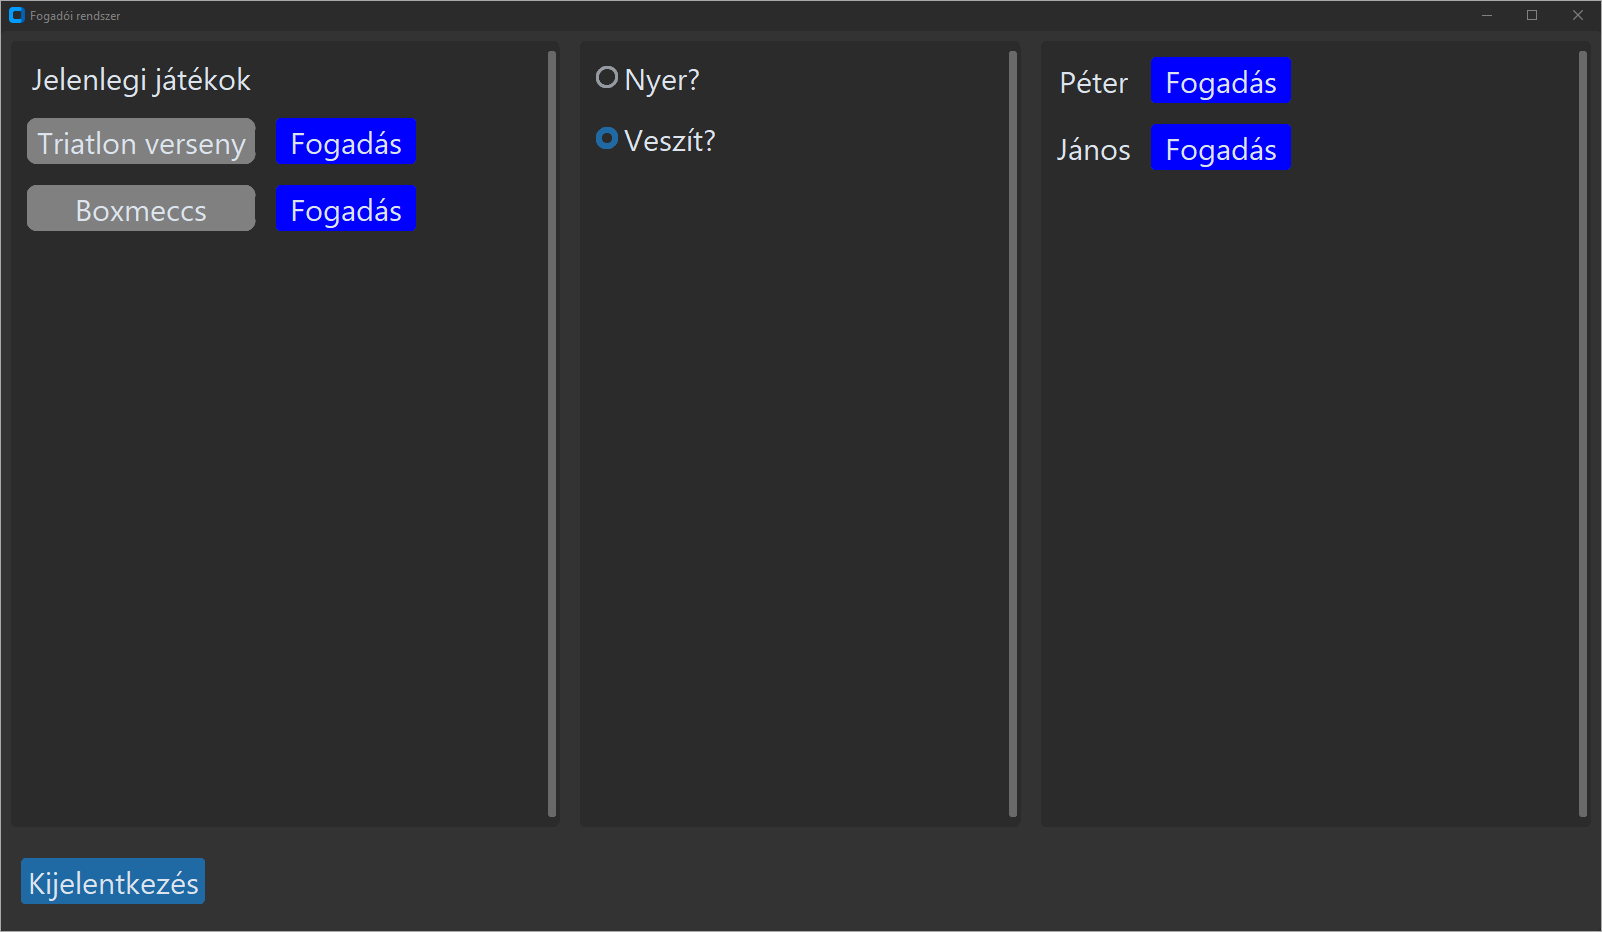 Fogadói rendszer
Jelenlegi játékok
Triatlon verseny Fogadás
Boxmeccs Fogadás
Nyer?
Veszít?
Péter Fogadás
János Fogadás
Kijelentkezés